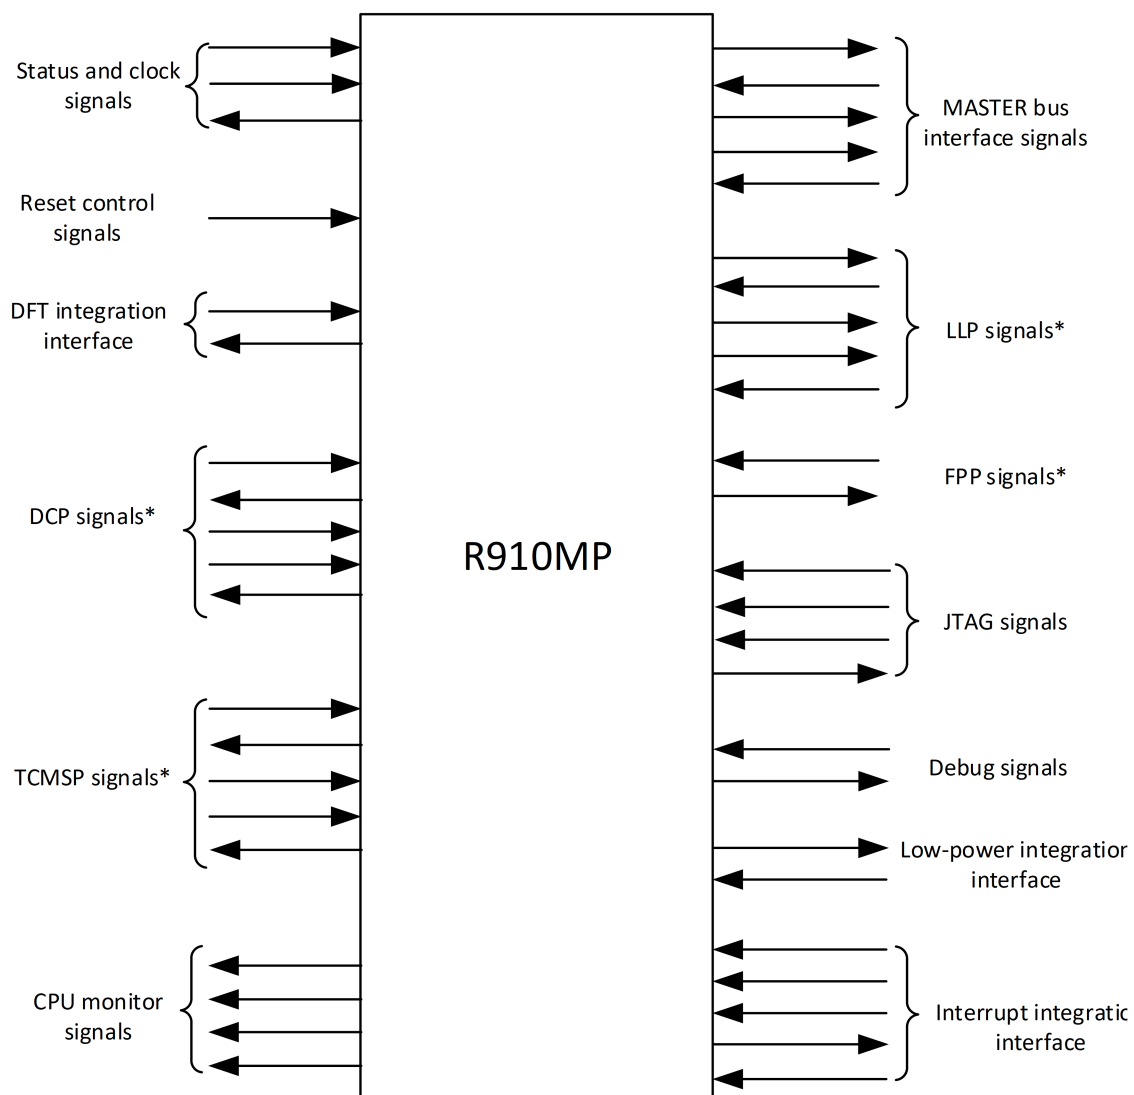 Status and clock
signals
Reset control
signals
DFT integration
interface
DCP signals*
TCMSP signals*
CPU monitor
signals
R910MP
MASTER bus
interface signals
LLP signals*
FPP signals*
JTAG signals
Debug signals
Low-power integration
interface
Interrupt integratio
interface